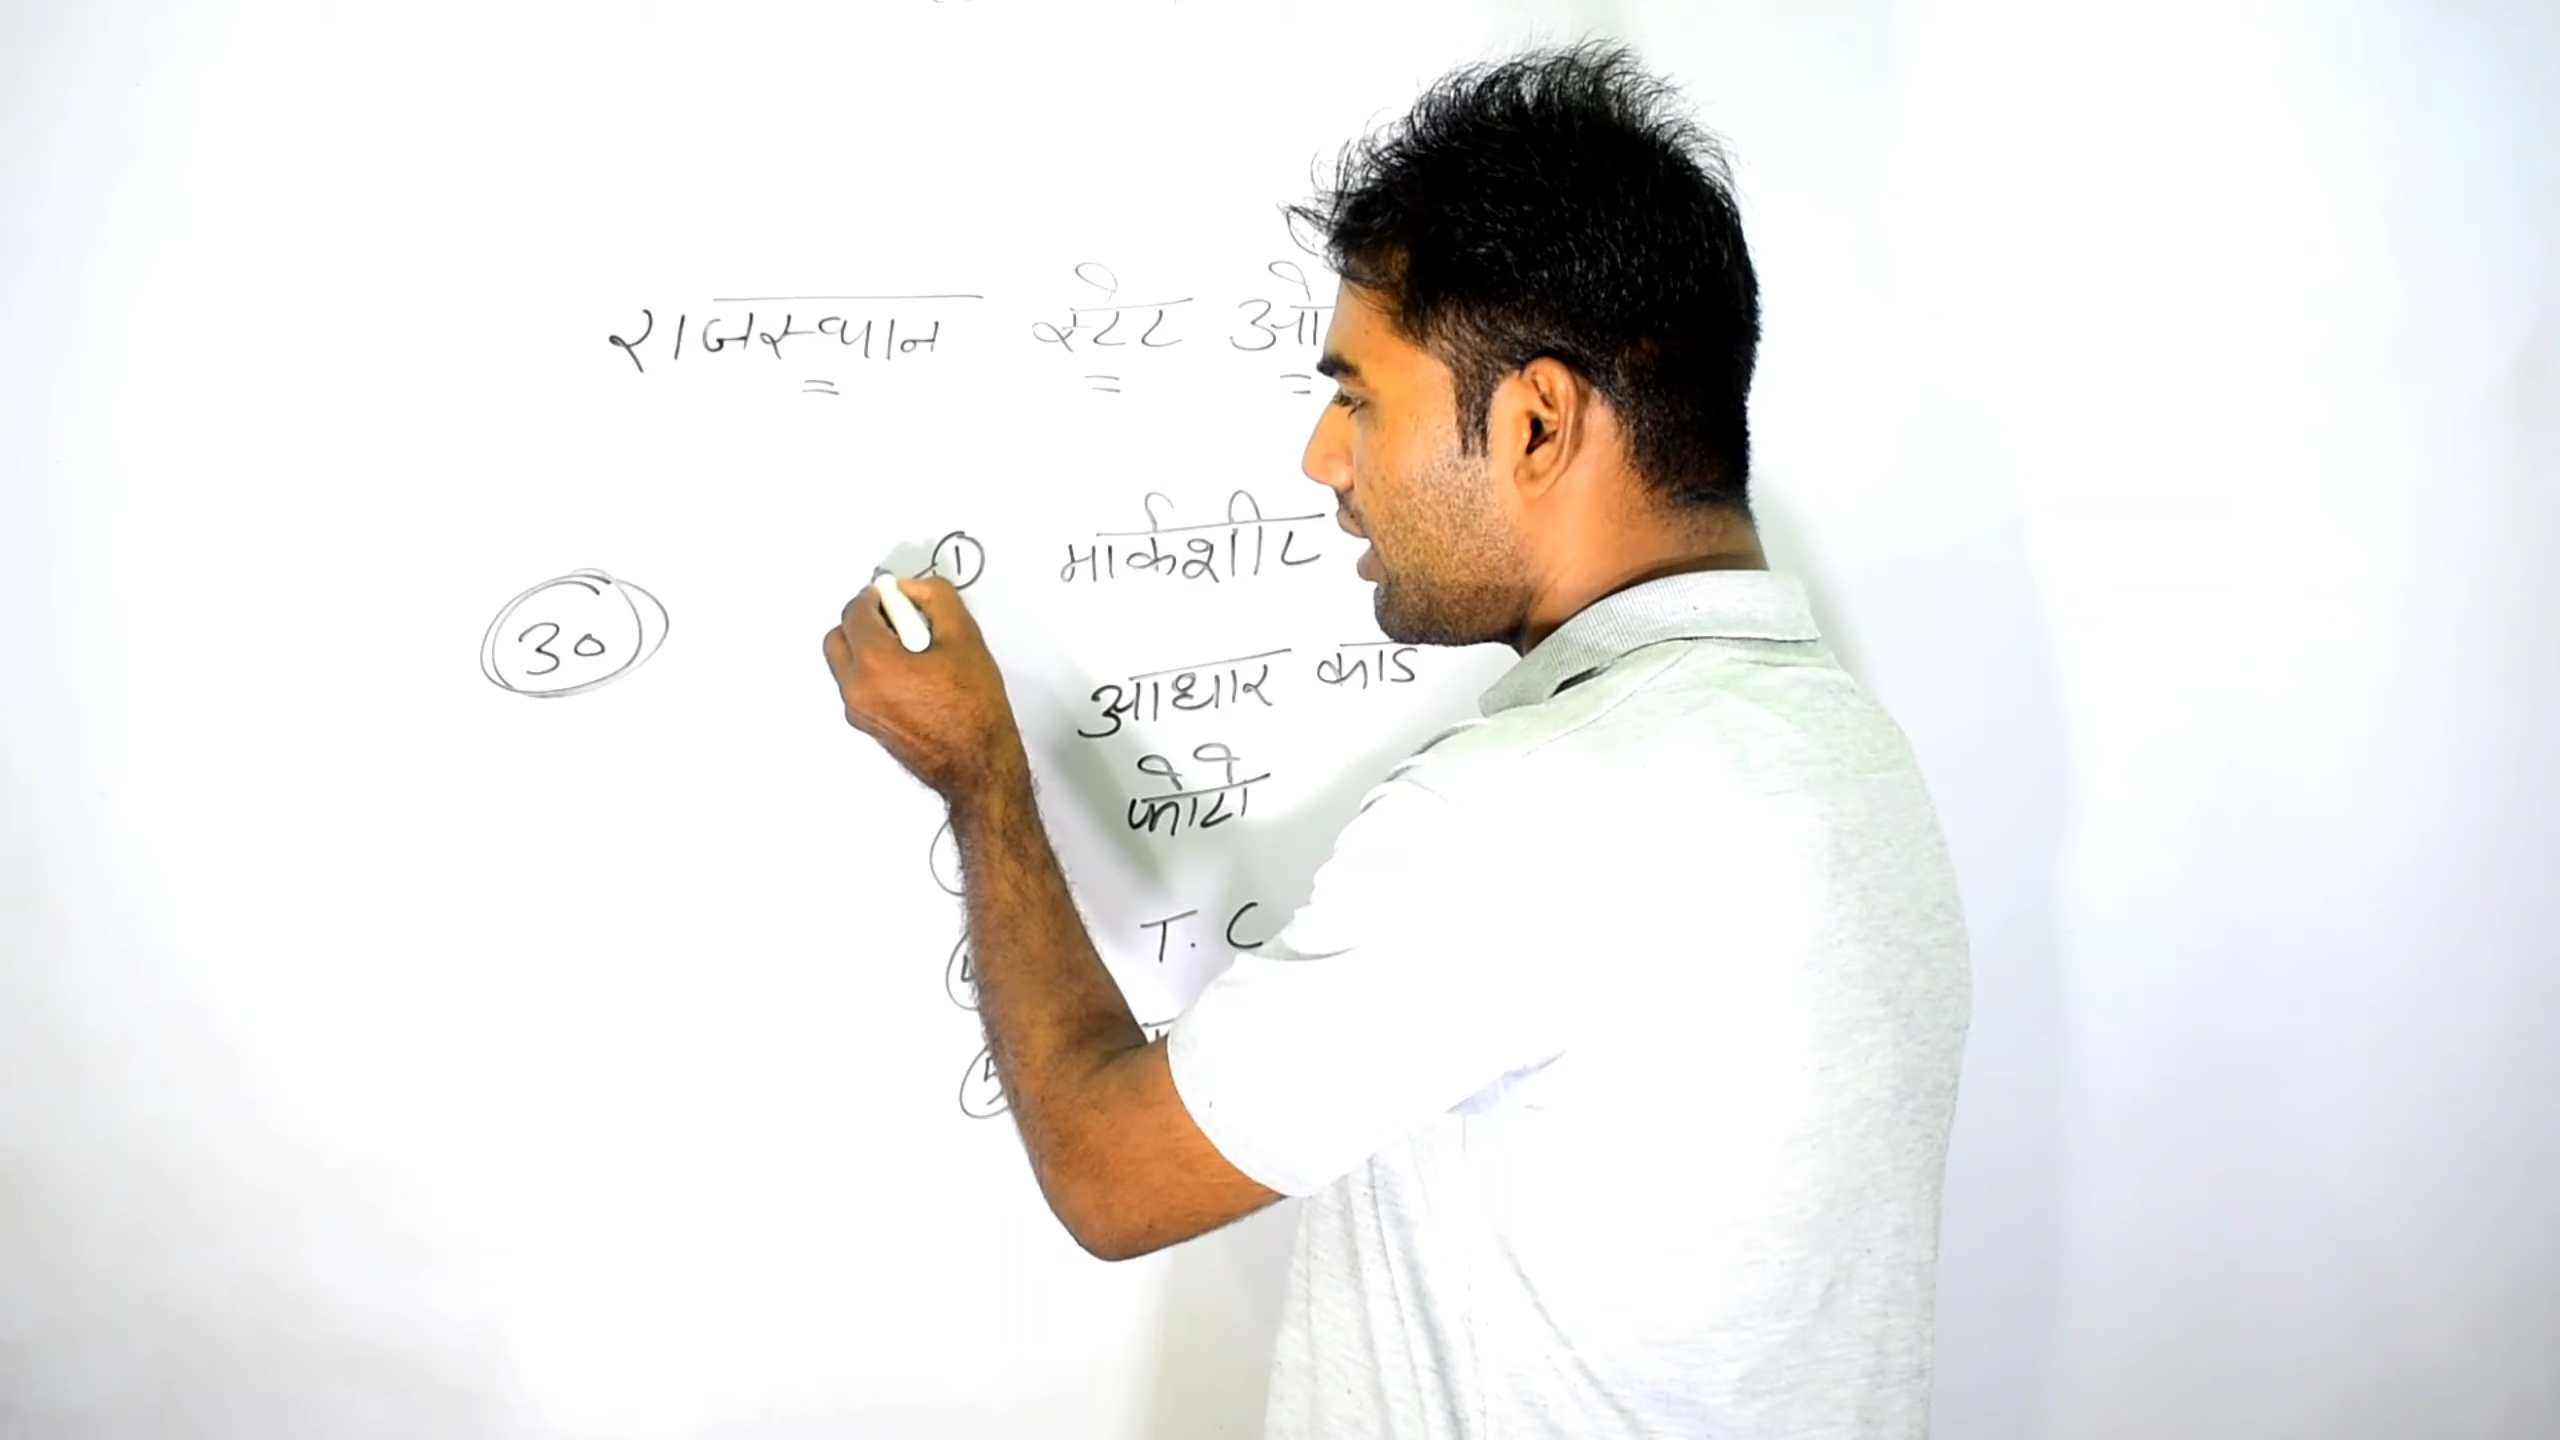 राजस्थान स्टेट ओ
① मार्कशीट
30
आधार कार्ड
फोटो
T. C